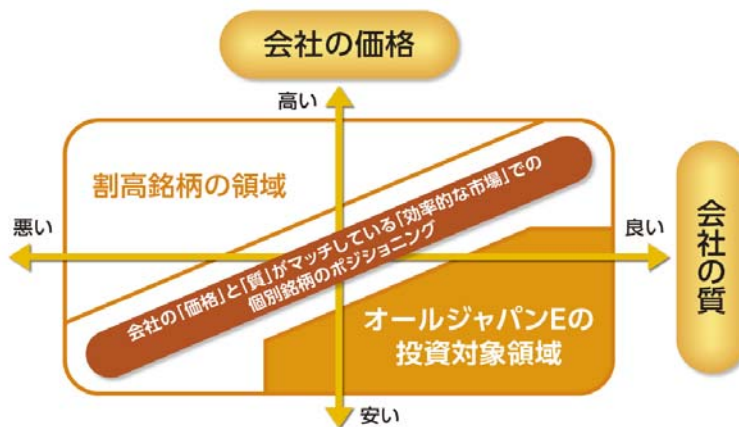 会社の価格
高い
割高銘柄の領域
会社の「価格」と「質」がマッチしている「効率的な市場」での
個別銘柄のポジショニング
悪い
良い
会社の質
オールジャパンEの
投資対象領域
安い